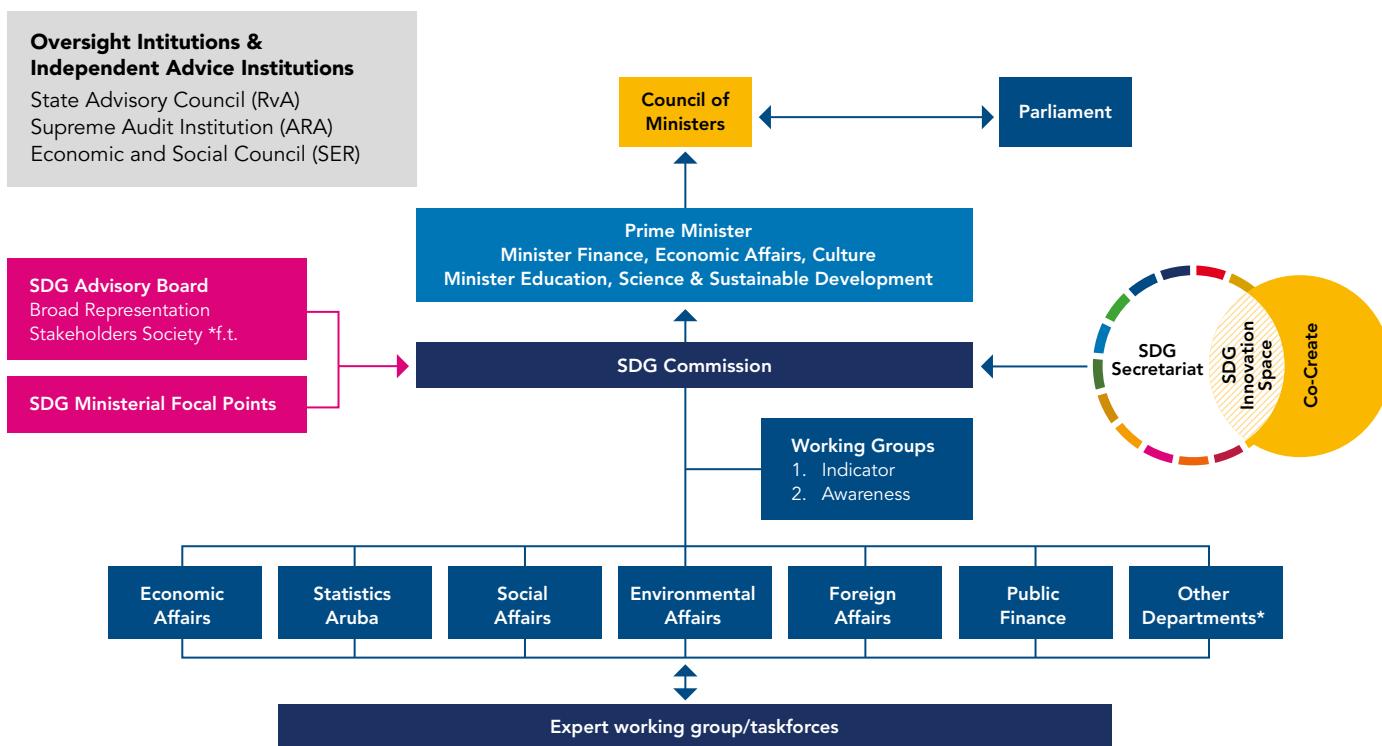 Oversight Intitutions &
Independent Advice Institutions
State Advisory Council (RvA)
Supreme Audit Institution (ARA)
Economic and Social Council (SER)
Council of
Ministers
Parliament
Prime Minister
Minister Finance, Economic Affairs, Culture
Minister Education, Science & Sustainable Development
SDG Advisory Board
Broad Representation
Stakeholders Society *f.t.
SDG Ministerial Focal Points
SDG Commission
SDG
Secretariat
SDG
Innovation
Space
Co-Create
Working Groups
1. Indicator
2. Awareness
Economic
Affairs
Statistics
Aruba
Social
Affairs
Environmental
Affairs
Foreign
Affairs
Public
Finance
Other
Departments*
Expert working group/taskforces